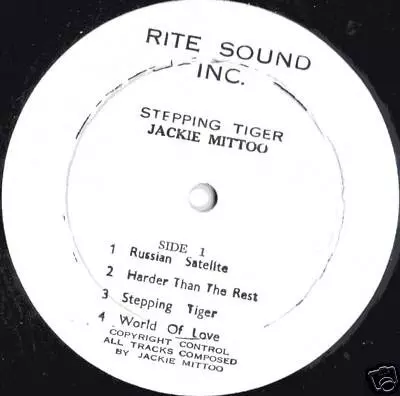 RITE SOUND
INC.
STEPPING TIGER
JACKIE MITTOO
SIDE 1
1 Russian Satelite
2 Harder Than The Rest
3 Stepping Tiger
4 World Of Love
COPYRIGHT CONTROL
ALL TRACKS COMPOSED
BY JACKIE MITTOO